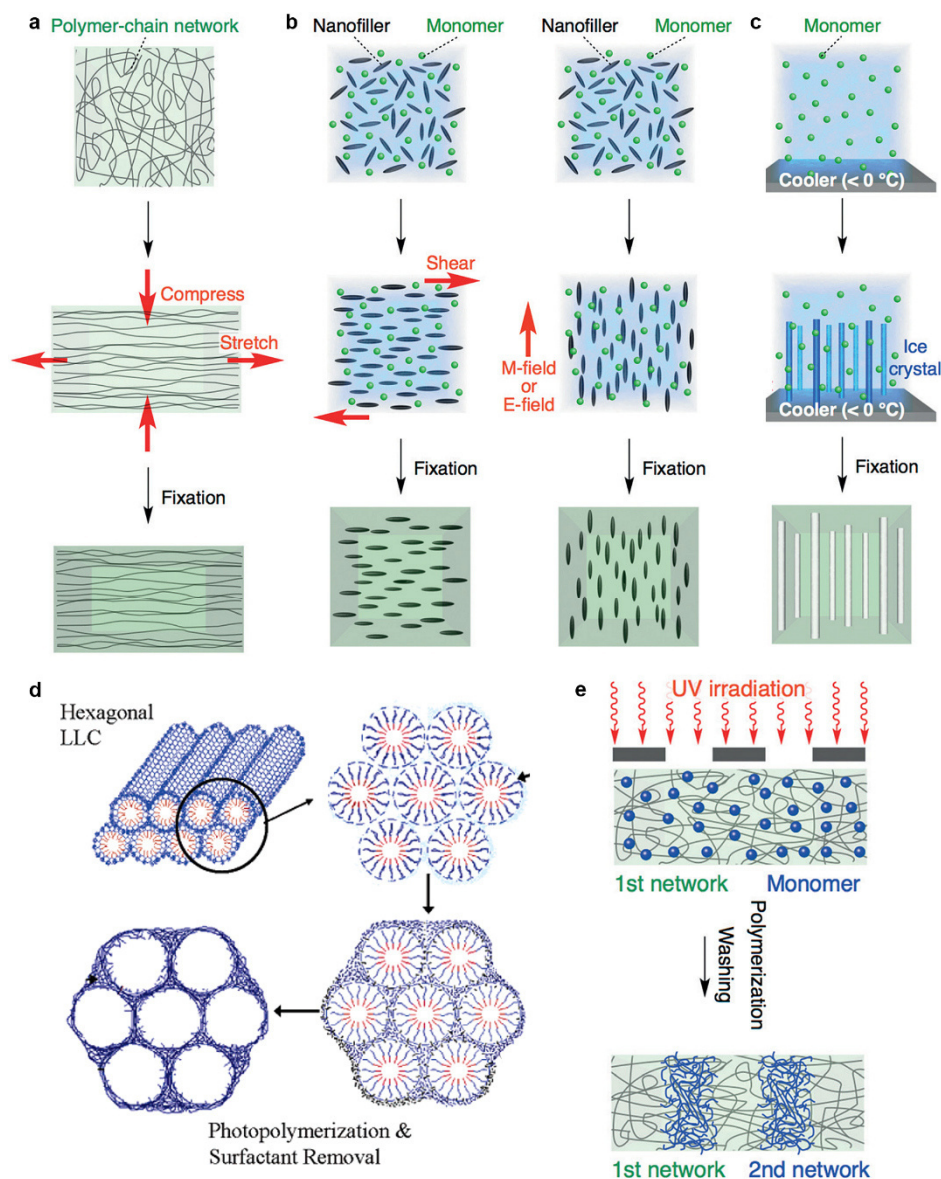 a
Polymer-chain network
Compress
Stretch
Fixation
b
Nanofiller
Monomer
Shear
Fixation
Nanofiller
Monomer
M-field
or
E-field
Fixation
c
Monomer
Cooler (< 0 °C)
Ice
crystal
Cooler (< 0 °C)
Fixation
d
Hexagonal
LLC
Photopolymerization &
Surfactant Removal
e
UV irradiation
1st network
Monomer
Polymerization
Washing
1st network
2nd network